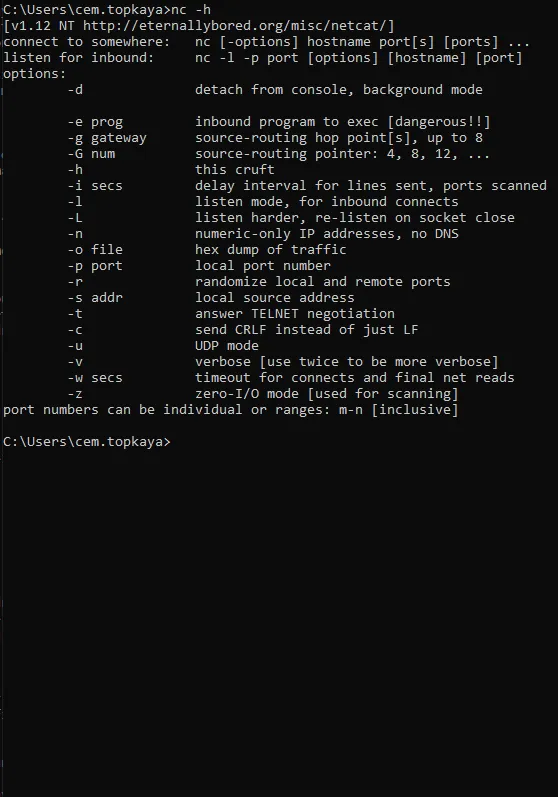 C:\Users\cem.topkaya>nc -h
[v1.12 NT http://eternallybored.org/misc/netcat/]
connect to somewhere:   nc [-options] hostname port[s] [ports] ...
listen for inbound:     nc -l -p port [options] [hostname] [port]
options:
        -d              detach from console, background mode

        -e prog         inbound program to exec [dangerous!!]
        -g gateway      source-routing hop point[s], up to 8
        -G num          source-routing pointer: 4, 8, 12, ...
        -h              this cruft
        -i secs         delay interval for lines sent, ports scanned
        -l              listen mode, for inbound connects
        -L              listen harder, re-listen on socket close
        -n              numeric-only IP addresses, no DNS
        -o file         hex dump of traffic
        -p port         local port number
        -r              randomize local and remote ports
        -s addr         local source address
        -t              answer TELNET negotiation
        -c              send CRLF instead of just LF
        -u              UDP mode
        -v              verbose [use twice to be more verbose]
        -w secs         timeout for connects and final net reads
        -z              zero-I/O mode [used for scanning]
port numbers can be individual or ranges: m-n [inclusive]

C:\Users\cem.topkaya>